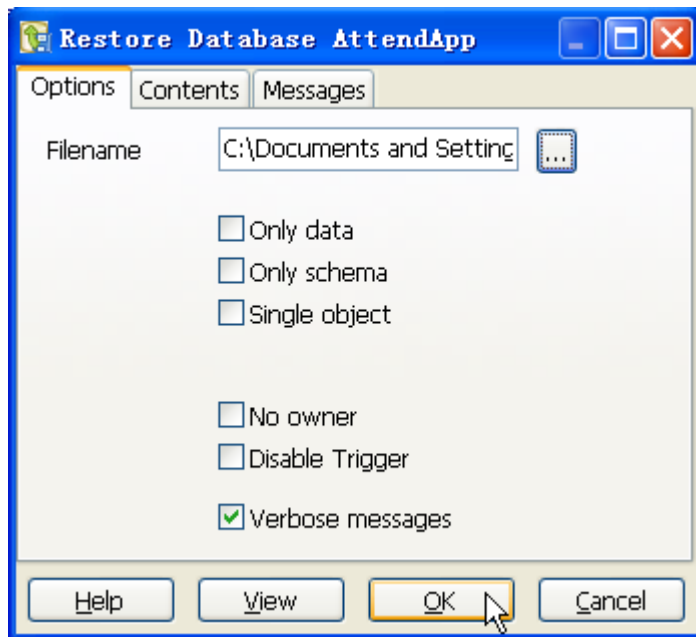 Restore Database AttendApp
Options Contents Messages
Filename C:\Documents and Setting ...
Only data
Only schema
Single object
No owner
Disable Trigger
Verbose messages
Help View OK Cancel